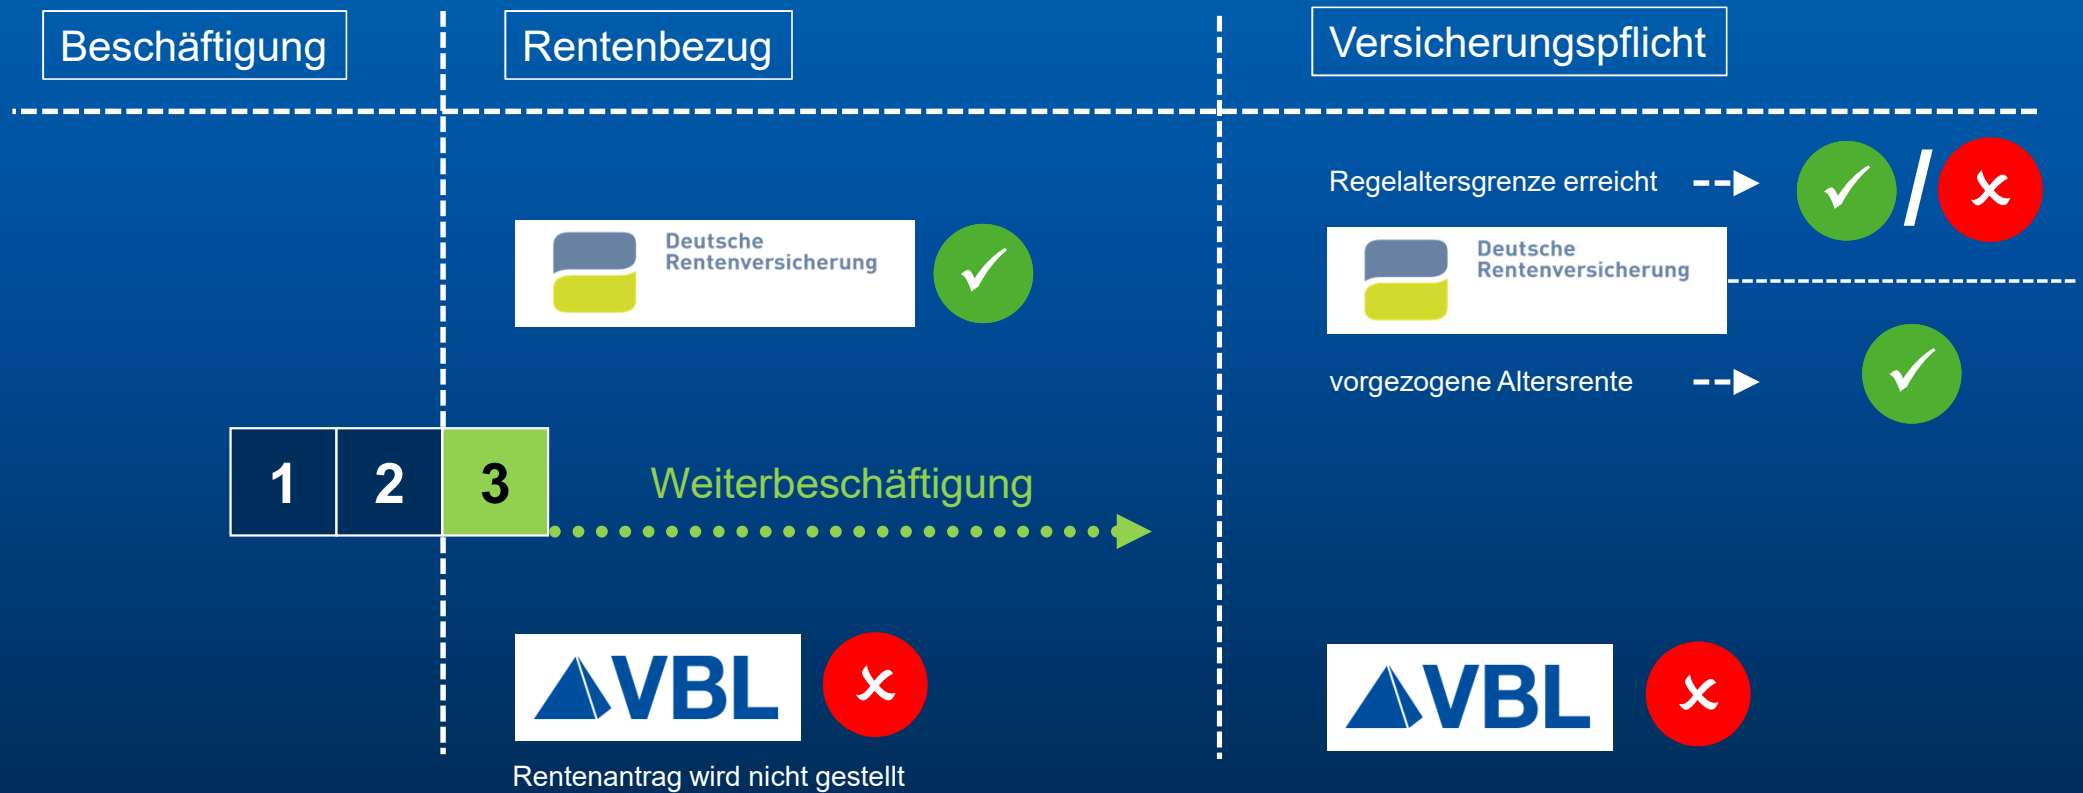 Beschäftigung
Rentenbezug
Versicherungspflicht
Deutsche
Rentenversicherung
Regelaltersgrenze erreicht
/
Deutsche
Rentenversicherung
vorgezogene Altersrente
1 2 3
Weiterbeschäftigung
VBL
Rentenantrag wird nicht gestellt
VBL